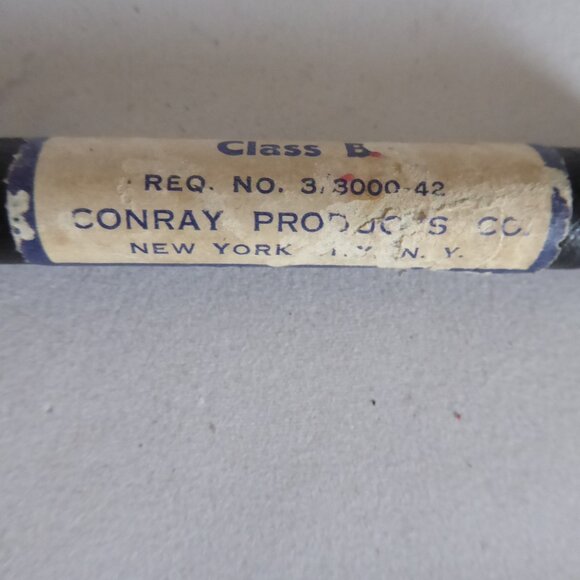 Class B.
REQ. NO. 3/3000-42
CONRAY PRODUCTS CO.
NEW YORK N. Y.